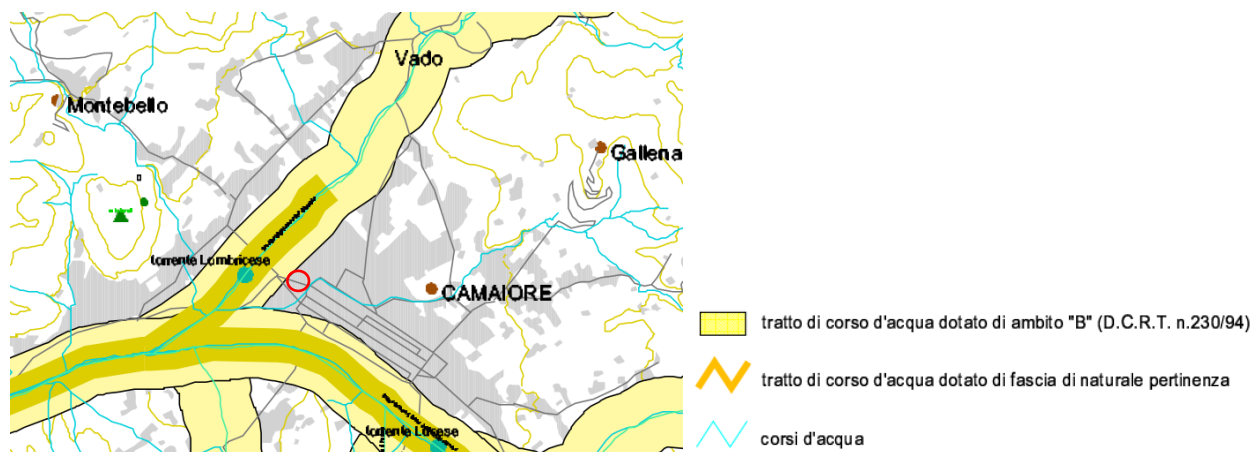 Vado
Montebello
Gallena
torrente Lombricese
CAMAIORE
torrente Lucese
tratto di corso d'acqua dotato di ambito "B" (D.C.R.T. n.230/94)
tratto di corso d'acqua dotato di fascia di naturale pertinenza
corsi d'acqua